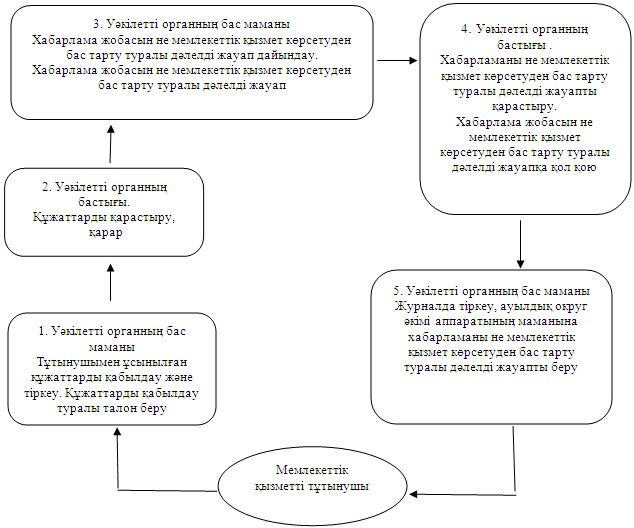 3. Уәкілетті органның бас маманы
Хабарлама жобасын не мемлекеттік қызмет көрсетуден
бас тарту туралы дәлелді жауап дайындау.
Хабарлама жобасын не мемлекеттік қызмет көрсетуден
бас тарту туралы дәлелді жауап
4. Уәкілетті органның
бастығы .
Хабарламаны не мемлекеттік
қызмет көрсетуден бас тарту
туралы дәлелді жауапты
қарастыру.
Хабарлама жобасын не
мемлекеттік қызмет
көрсетуден бас тарту туралы
дәлелді жауапқа қол қою
2. Уәкілетті органның
бастығы.
Құжаттарды қарастыру,
қарар
5. Уәкілетті органның бас маманы
Журналда тіркеу, ауылдық округ
әкімі аппаратының маманына
хабарламаны не мемлекеттік
қызмет көрсетуден бас тарту
туралы дәлелді жауапты беру
1. Уәкілетті органның бас
маманы
Тұтынушымен ұсынылған
құжаттарды қабылдау және
тіркеу. Құжаттарды қабылдау
туралы талон беру
Мемлекеттік
қызметті тұтынушы